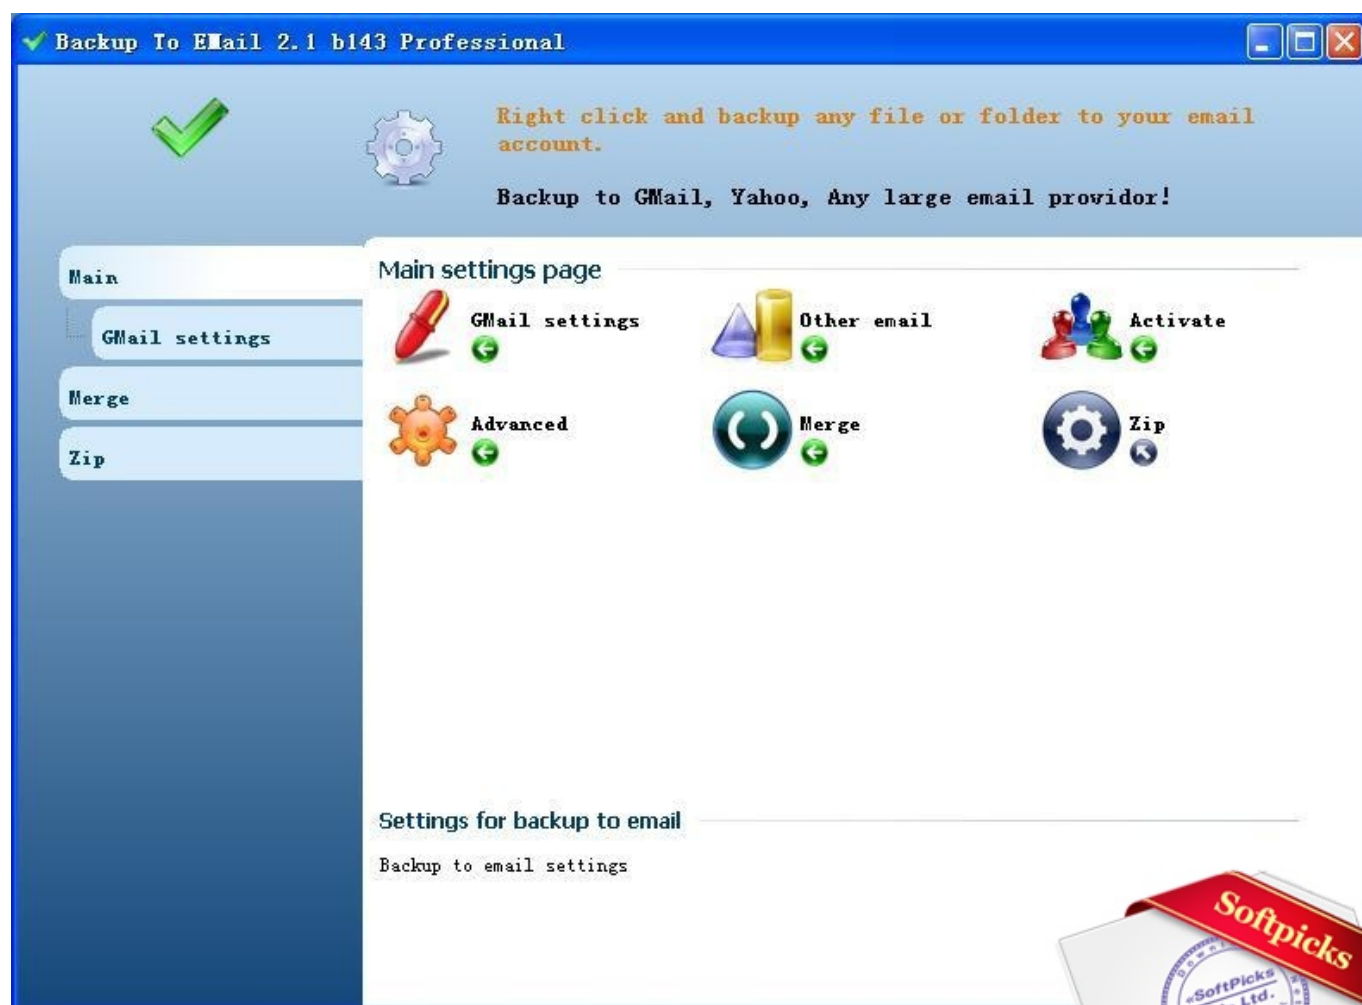 Backup To EMail 2.1 b143 Professional
Right click and backup any file or folder to your email
account.
Backup to GMail, Yahoo, Any large email providor!
Main
GMail settings
Merge
Zip
Main settings page
GMail settings
Other email
Activate
Advanced
Merge
Zip
Settings for backup to email
Backup to email settings
Softpicks
«SoftPicks
Ltd.